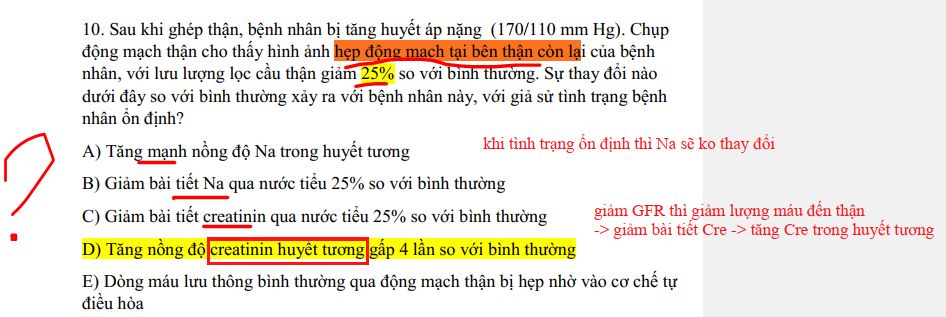 10. Sau khi ghép thận, bệnh nhân bị tăng huyết áp nặng (170/110 mm Hg). Chụp
động mạch thận cho thấy hình ảnh hẹp động mach tại bên thận còn lại của bệnh
nhân, với lưu lượng lọc cầu thận giảm 25% so với bình thường. Sự thay đổi nào
dưới đây so với bình thường xảy ra với bệnh nhân này, với giả sử tình trạng bệnh
nhân ổn định?
?
A) Tăng mạnh nồng độ Na trong huyết tương
khi tình trạng ổn định thì Na sẽ ko thay đổi
B) Giảm bài tiết Na qua nước tiểu 25% so với bình thường
C) Giảm bài tiết creatinin qua nước tiểu 25% so với bình thường
giảm GFR thì giảm lượng máu đến thận
-> giảm bài tiết Cre -> tăng Cre trong huyết tương
D) Tăng nồng độ creatinin huyêt tương gấp 4 lần so với bình thường
E) Dòng máu lưu thông bình thường qua động mạch thận bị hẹp nhờ vào cơ chế tự
điều hòa